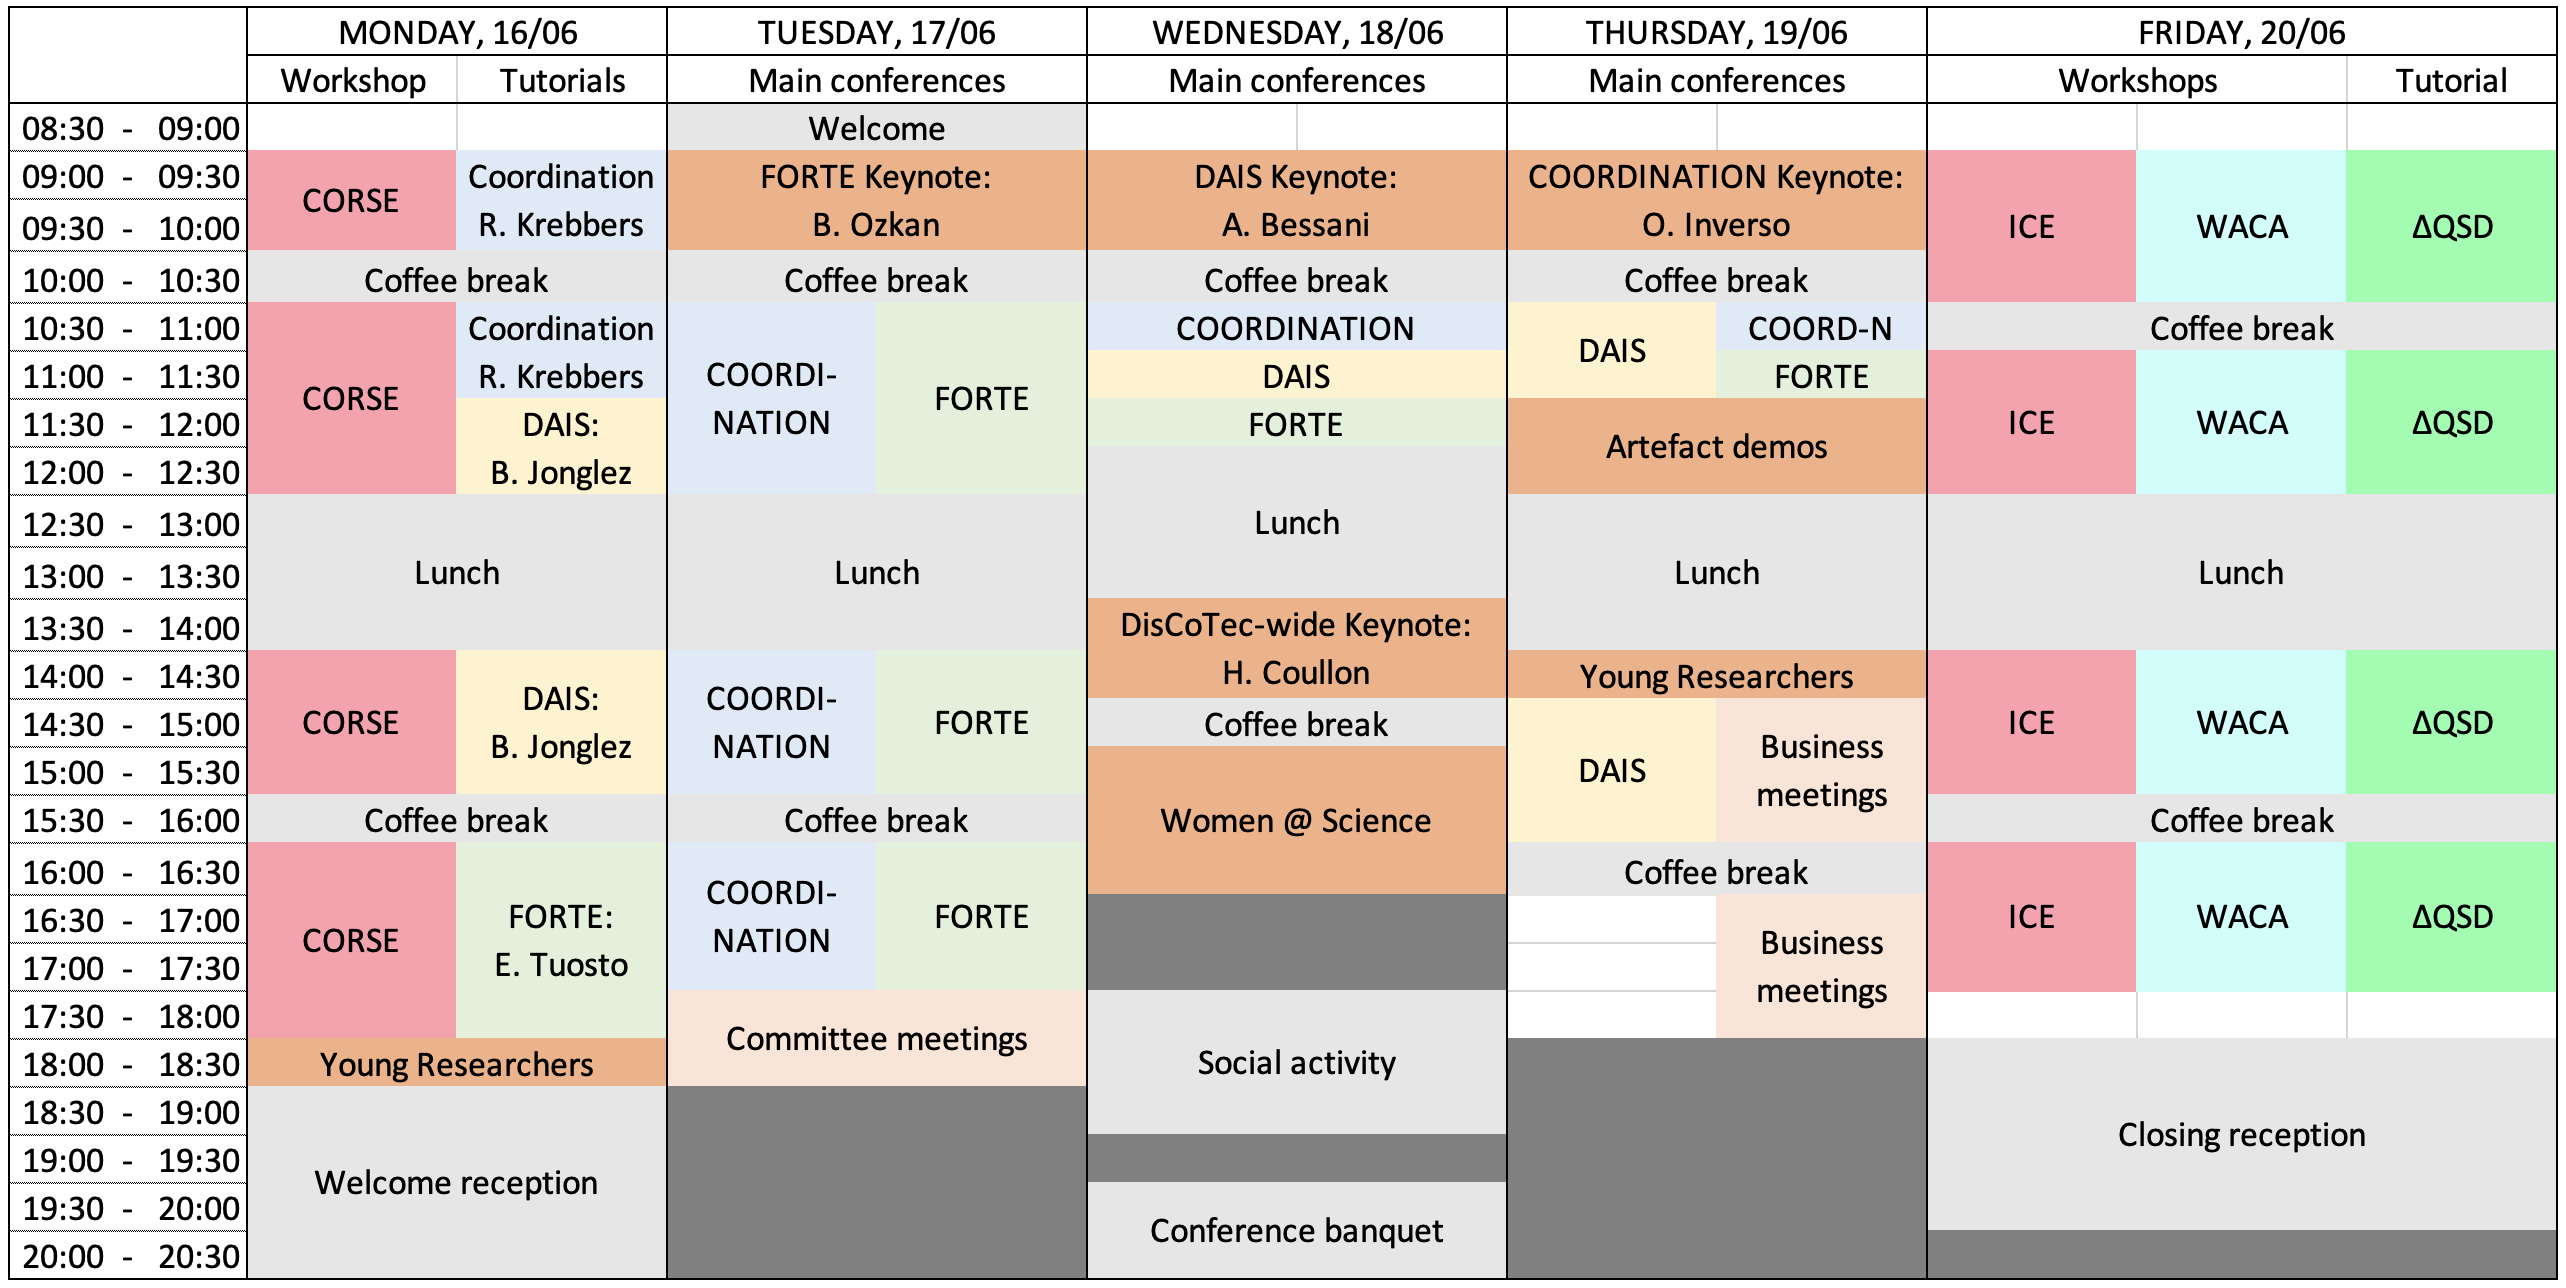 MONDAY, 16/06 TUESDAY, 17/06 WEDNESDAY, 18/06 THURSDAY, 19/06 FRIDAY, 20/06
Workshop Tutorials Main conferences Main conferences Main conferences Workshops Tutorial
08:30 - 09:00 Welcome
09:00 - 09:30 Coordination FORTE Keynote: DAIS Keynote: COORDINATION Keynote:
CORSE
09:30 - 10:00 R. Krebbers B. Ozkan A. Bessani O. Inverso ICE WACA ΔQSD
10:00 - 10:30 Coffee break Coffee break Coffee break Coffee break
10:30 - 11:00 Coordination COORDINATION COORD-N Coffee break
DAIS
11:00 - 11:30 R. Krebbers COORDI- DAIS FORTE
CORSE FORTE
11:30 - 12:00 DAIS: NATION FORTE ICE WACA ΔQSD
Artefact demos
12:00 - 12:30 B. Jonglez
12:30 - 13:00 Lunch
13:00 - 13:30 Lunch Lunch Lunch Lunch
13:30 - 14:00 DisCoTec-wide Keynote:
14:00 - 14:30 DAIS: COORDI- H. Coullon Young Researchers
14:30 - 15:00 CORSE B. Jonglez NATION FORTE Coffee break Business ICE WACA ΔQSD
15:00 - 15:30 DAIS meetings
15:30 - 16:00 Coffee break Coffee break Women @ Science Coffee break
16:00 - 16:30 COORDI- Coffee break
16:30 - 17:00 FORTE: FORTE ICE WACA ΔQSD
CORSE NATION Business
17:00 - 17:30 E. Tuosto
17:30 - 18:00 meetings
Committee meetings
18:00 - 18:30 Young Researchers Social activity
18:30 - 19:00
Closing reception
19:00 - 19:30
Welcome reception
19:30 - 20:00
Conference banquet
20:00 - 20:30